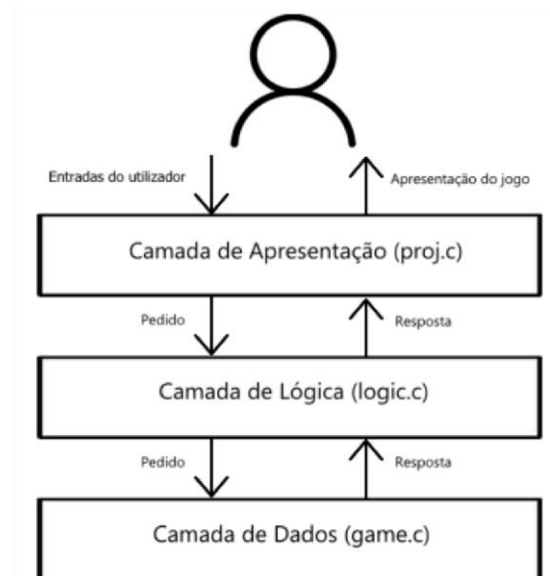 Entradas do utilizador
Apresentação do jogo
Camada de Apresentação (proj.c)
Pedido
Resposta
Camada de Lógica (logic.c)
Pedido
Resposta
Camada de Dados (game.c)